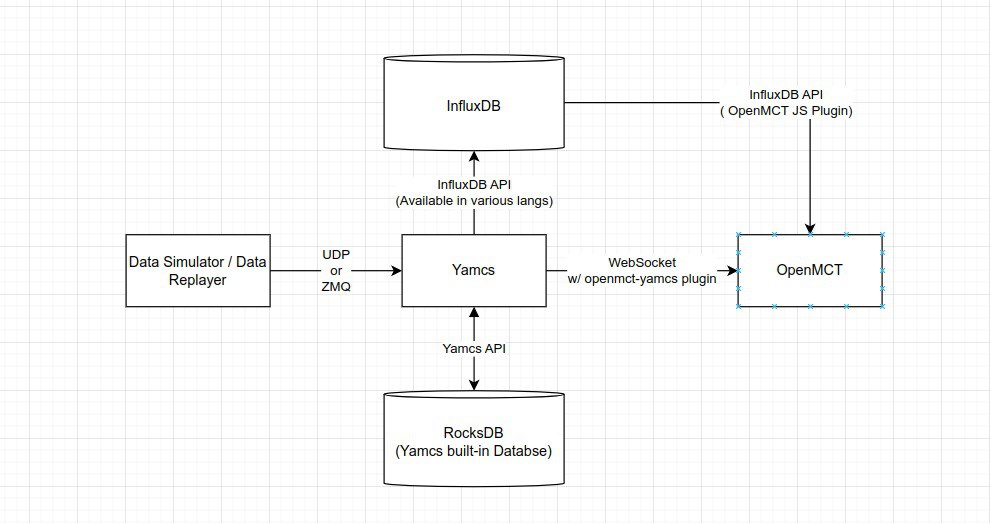 InfluxDB
InfluxDB API
( OpenMCT JS Plugin)
InfluxDB API
(Available in various langs)
Data Simulator / Data
Replayer
UDP
or
ZMQ
Yamcs
WebSocket
w/ openmct-yamcs plugin
OpenMCT
Yamcs API
RocksDB
(Yamcs built-in Databse)